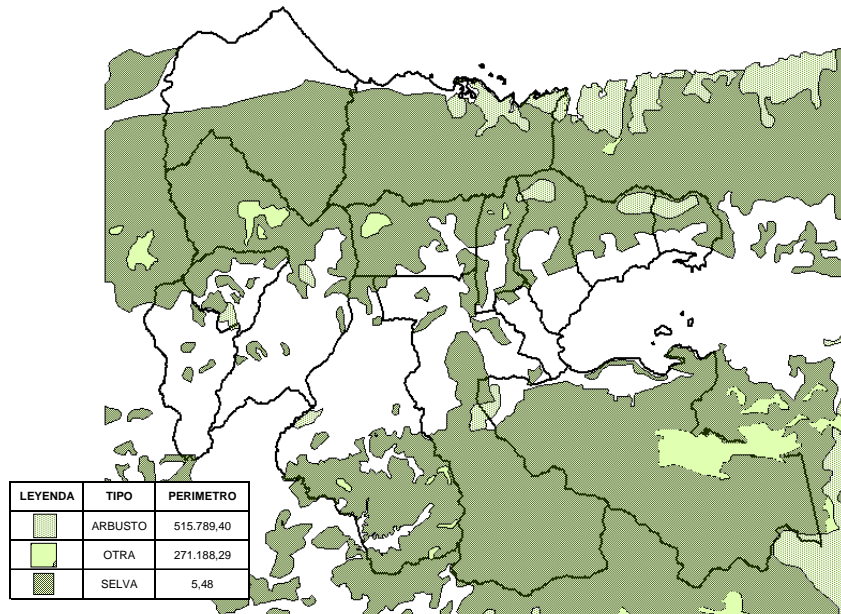 LEYENDA TIPO PERIMETRO
ARBUSTO 515.789,40
OTRA 271.188,29
SELVA 5,48